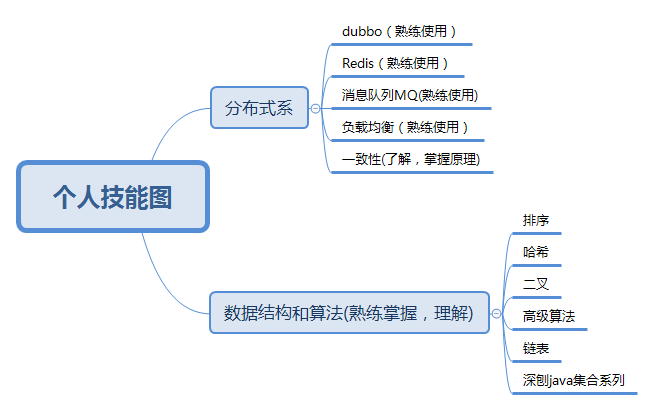 个人技能图
分布式系
dubbo（熟练使用）
Redis（熟练使用）
消息队列MQ(熟练使用)
负载均衡（熟练使用）
一致性(了解，掌握原理)
数据结构和算法(熟练掌握，理解)
排序
哈希
二叉
高级算法
链表
深刨java集合系列